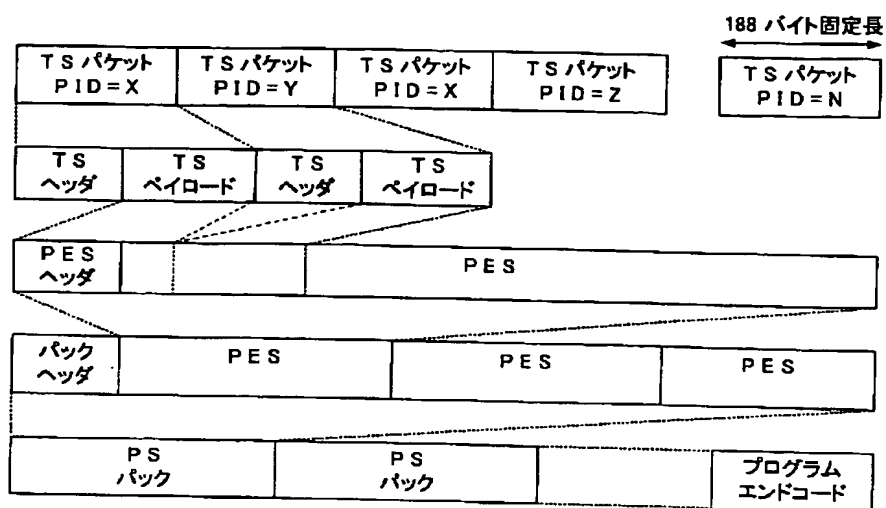 188 バイト固定長
TS パケット
PID=X
TS パケット
PID=Y
TS パケット
PID=X
TS パケット
PID=Z
TS パケット
PID=N
TS
ヘッダ
TS
ペイロード
TS
ヘッダ
TS
ペイロード
PES
ヘッダ
PES
パック
ヘッダ
PES
PES
PES
PS
パック
PS
パック
プログラム
エンドコード